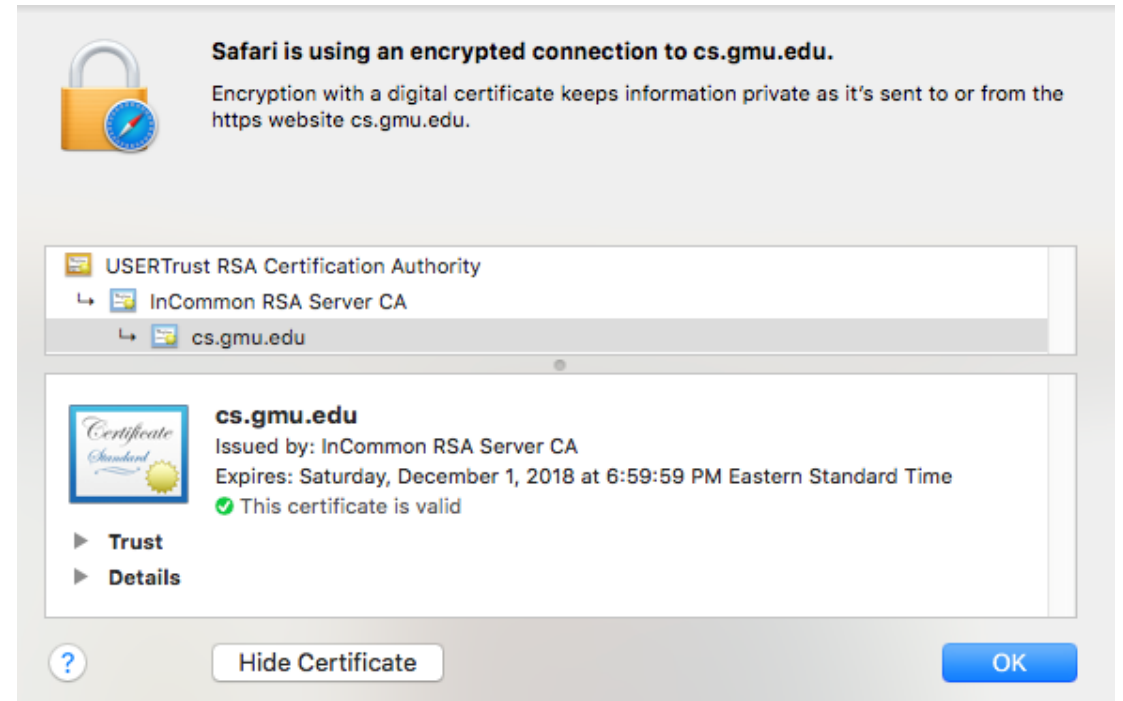 Safari is using an encrypted connection to cs.gmu.edu.
Encryption with a digital certificate keeps information private as it's sent to or from the
https website cs.gmu.edu.
USERTrust RSA Certification Authority
InCommon RSA Server CA
cs.gmu.edu
Certificate
Standard
cs.gmu.edu
Issued by: InCommon RSA Server CA
Expires: Saturday, December 1, 2018 at 6:59:59 PM Eastern Standard Time
This certificate is valid
Trust
Details
?
Hide Certificate
OK